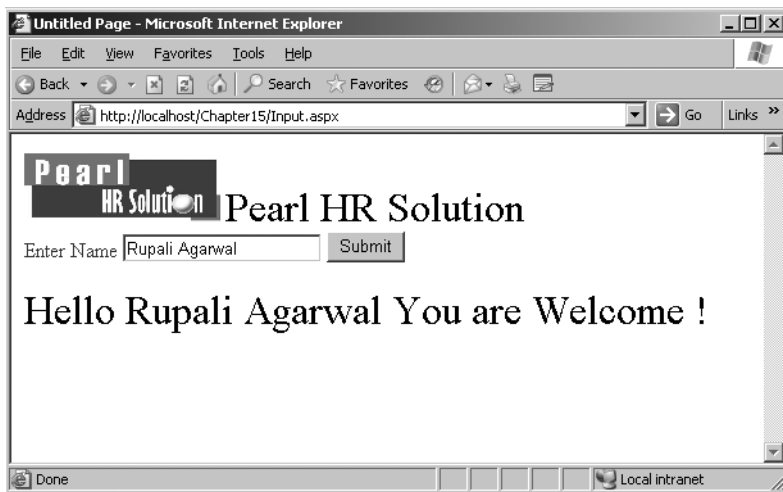 Untitled Page - Microsoft Internet Explorer
File Edit View Favorites Tools Help
Back Search Favorites
Address http://localhost/Chapter15/Input.aspx Go Links »
Pearl
HR Solution
Pearl HR Solution
Enter Name Rupali Agarwal Submit
Hello Rupali Agarwal You are Welcome !
Done Local intranet